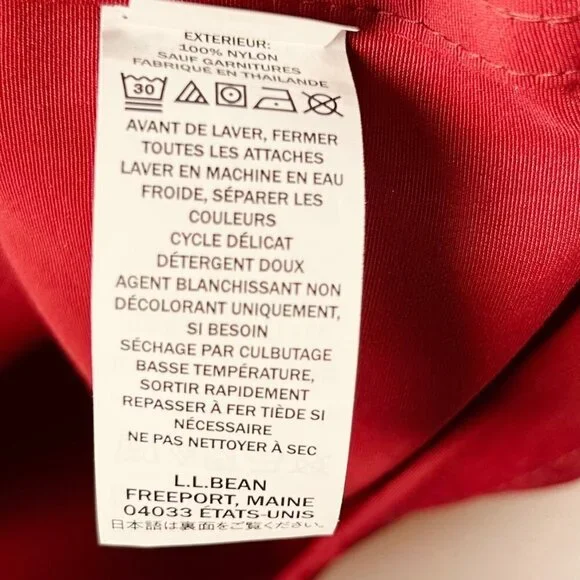 EXTERIEUR:
100% NYLON
SAUF GARNITURES
FABRIQUÉ EN THAILANDE
30
AVANT DE LAVER, FERMER
TOUTES LES ATTACHES
LAVER EN MACHINE EN EAU
FROIDE, SÉPARER LES
COULEURS
CYCLE DÉLICAT
DÉTERGENT DOUX
AGENT BLANCHISSANT NON
DÉCOLORANT UNIQUEMENT,
SI BESOIN
SÉCHAGE PAR CULBUTAGE
BASSE TEMPÉRATURE,
SORTIR RAPIDEMENT
REPASSER À FER TIÈDE SI
NÉCESSAIRE
NE PAS NETTOYER À SEC
L.L.BEAN
FREEPORT, MAINE
04033 ÉTATS-UNIS
日本語は裏面をご覧ください。